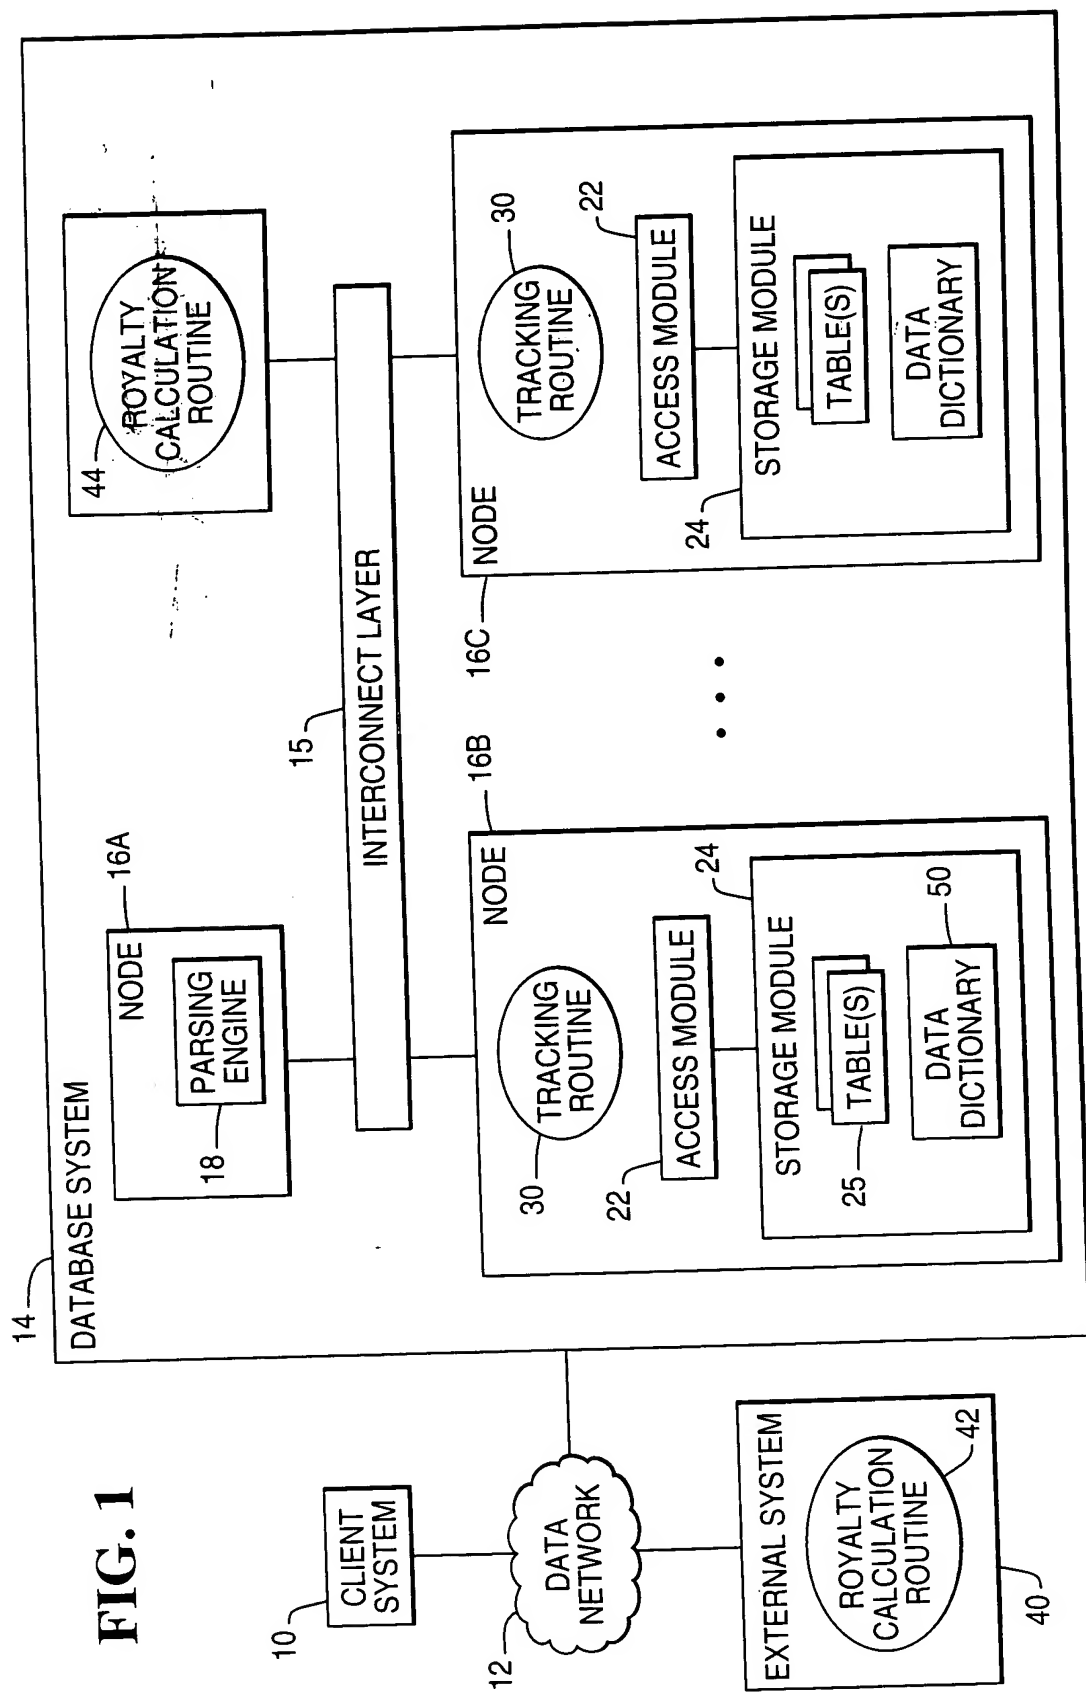 FIG. 1
14
DATABASE SYSTEM
16A
NODE
PARSING
ENGINE
18
44
ROYALTY
CALCULATION
ROUTINE
15
INTERCONNECT LAYER
10
CLIENT
SYSTEM
12
DATA
NETWORK
EXTERNAL SYSTEM
ROYALTY
CALCULATION
ROUTINE
42
40
16B
NODE
30
TRACKING
ROUTINE
22
ACCESS MODULE
24
STORAGE MODULE
25
TABLE(S)
50
DATA
DICTIONARY
16C
NODE
30
TRACKING
ROUTINE
22
ACCESS MODULE
24
STORAGE MODULE
TABLE(S)
DATA
DICTIONARY